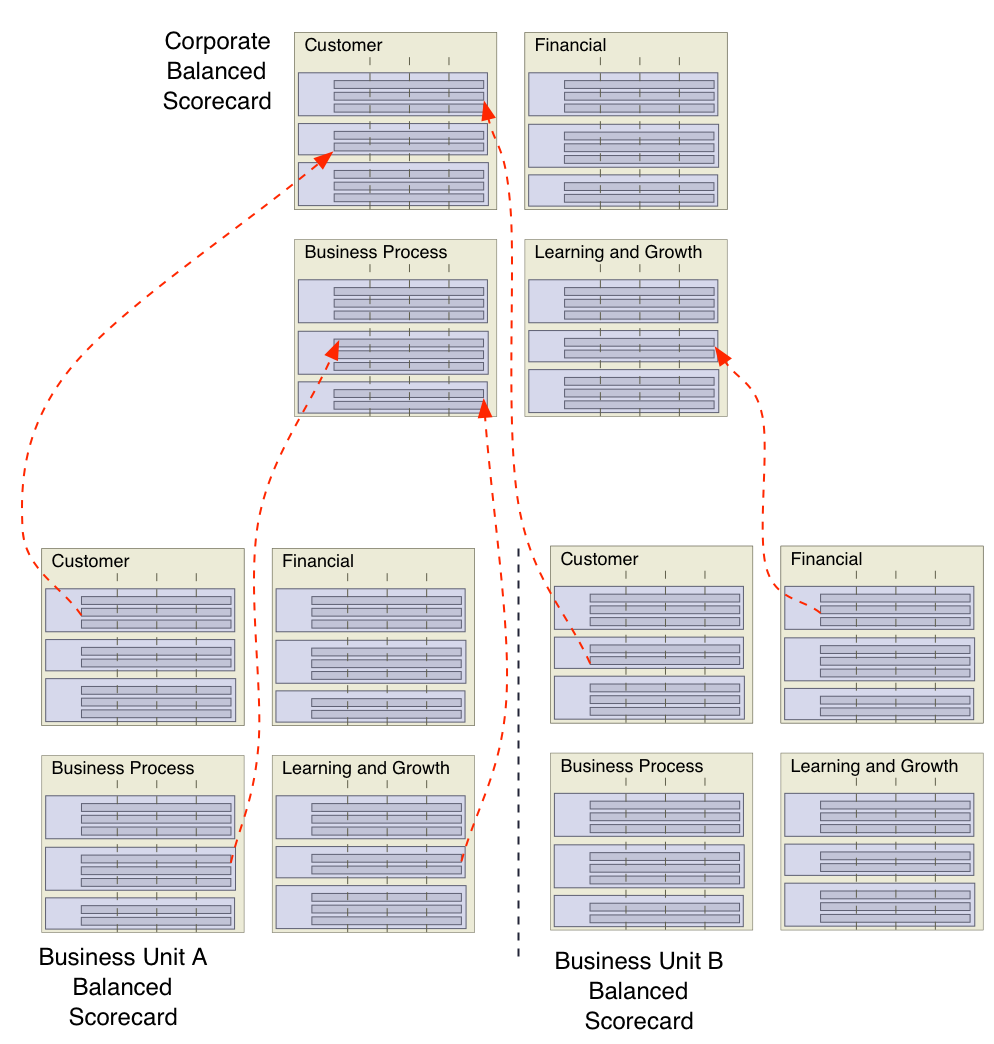 Corporate
Balanced
Scorecard
Customer
Financial
Business Process
Learning and Growth
Customer
Financial
Business Process
Learning and Growth
Business Unit A
Balanced
Scorecard
Customer
Financial
Business Process
Learning and Growth
Business Unit B
Balanced
Scorecard